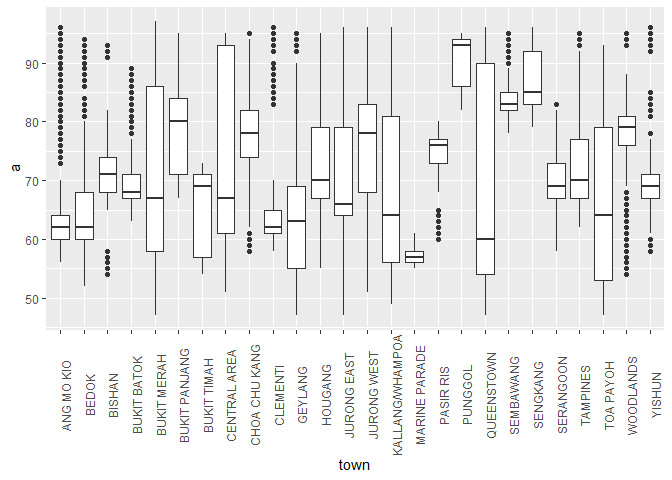 90
80
70
60
50
a
ANG MO KIO
BEDOK
BISHAN
BUKIT BATOK
BUKIT MERAH
BUKIT PANJANG
BUKIT TIMAH
CENTRAL AREA
CHOA CHU KANG
CLEMENTI
GEYLANG
HOUGANG
JURONG EAST
JURONG WEST
KALLANG/WHAMPOA
MARINE PARADE
PASIR RIS
PUNGGOL
QUEENSTOWN
SEMBAWANG
SENGKANG
SERANGOON
TAMPINES
TOA PAYOH
WOODLANDS
YISHUN
town